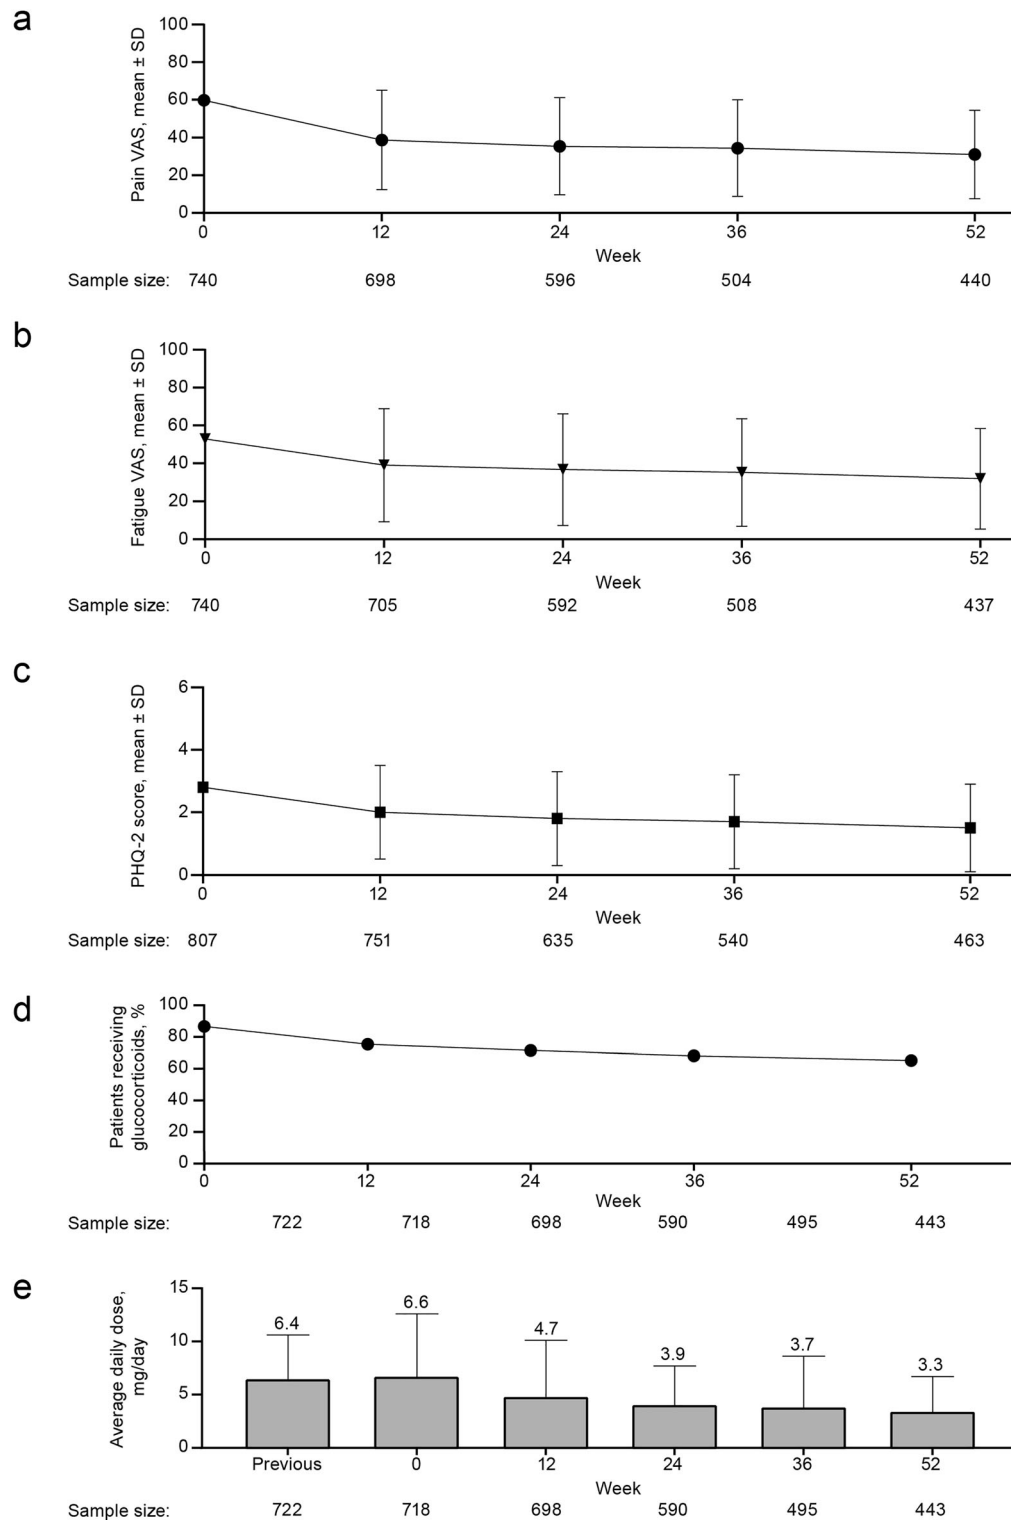 a
Pain VAS, mean ± SD
100
80
60
40
20
0
0 12 24 36 52
Week
Sample size: 740 698 596 504 440
b
Fatigue VAS, mean ± SD
100
80
60
40
20
0
0 12 24 36 52
Week
Sample size: 740 705 592 508 437
c
PHQ-2 score, mean ± SD
6
4
2
0
0 12 24 36 52
Week
Sample size: 807 751 635 540 463
d
Patients receiving
glucocorticoids, %
100
80
60
40
20
0
0 12 24 36 52
Week
Sample size: 722 718 698 590 495 443
e
Average daily dose,
mg/day
15
10
5
0
6.4 6.6 4.7 3.9 3.7 3.3
Previous 0 12 24 36 52
Week
Sample size: 722 718 698 590 495 443